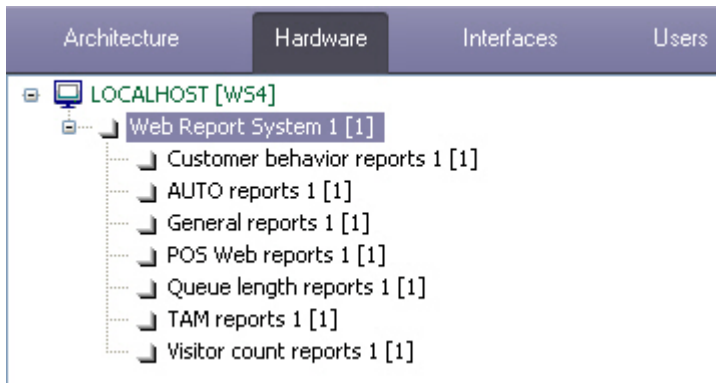 Architecture Hardware Interfaces Users
LOCALHOST [WS4]
Web Report System 1 [1]
Customer behavior reports 1 [1]
AUTO reports 1 [1]
General reports 1 [1]
POS Web reports 1 [1]
Queue length reports 1 [1]
TAM reports 1 [1]
Visitor count reports 1 [1]